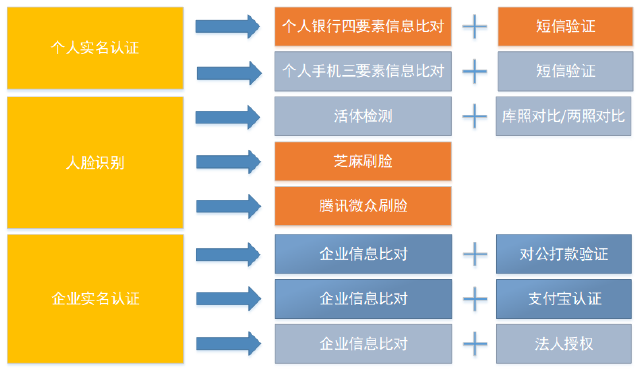 个人实名认证
个人银行四要素信息比对
短信验证
个人手机三要素信息比对
短信验证
人脸识别
活体检测
库照对比/两照对比
芝麻刷脸
腾讯微众刷脸
企业实名认证
企业信息比对
对公打款验证
企业信息比对
支付宝认证
企业信息比对
法人授权